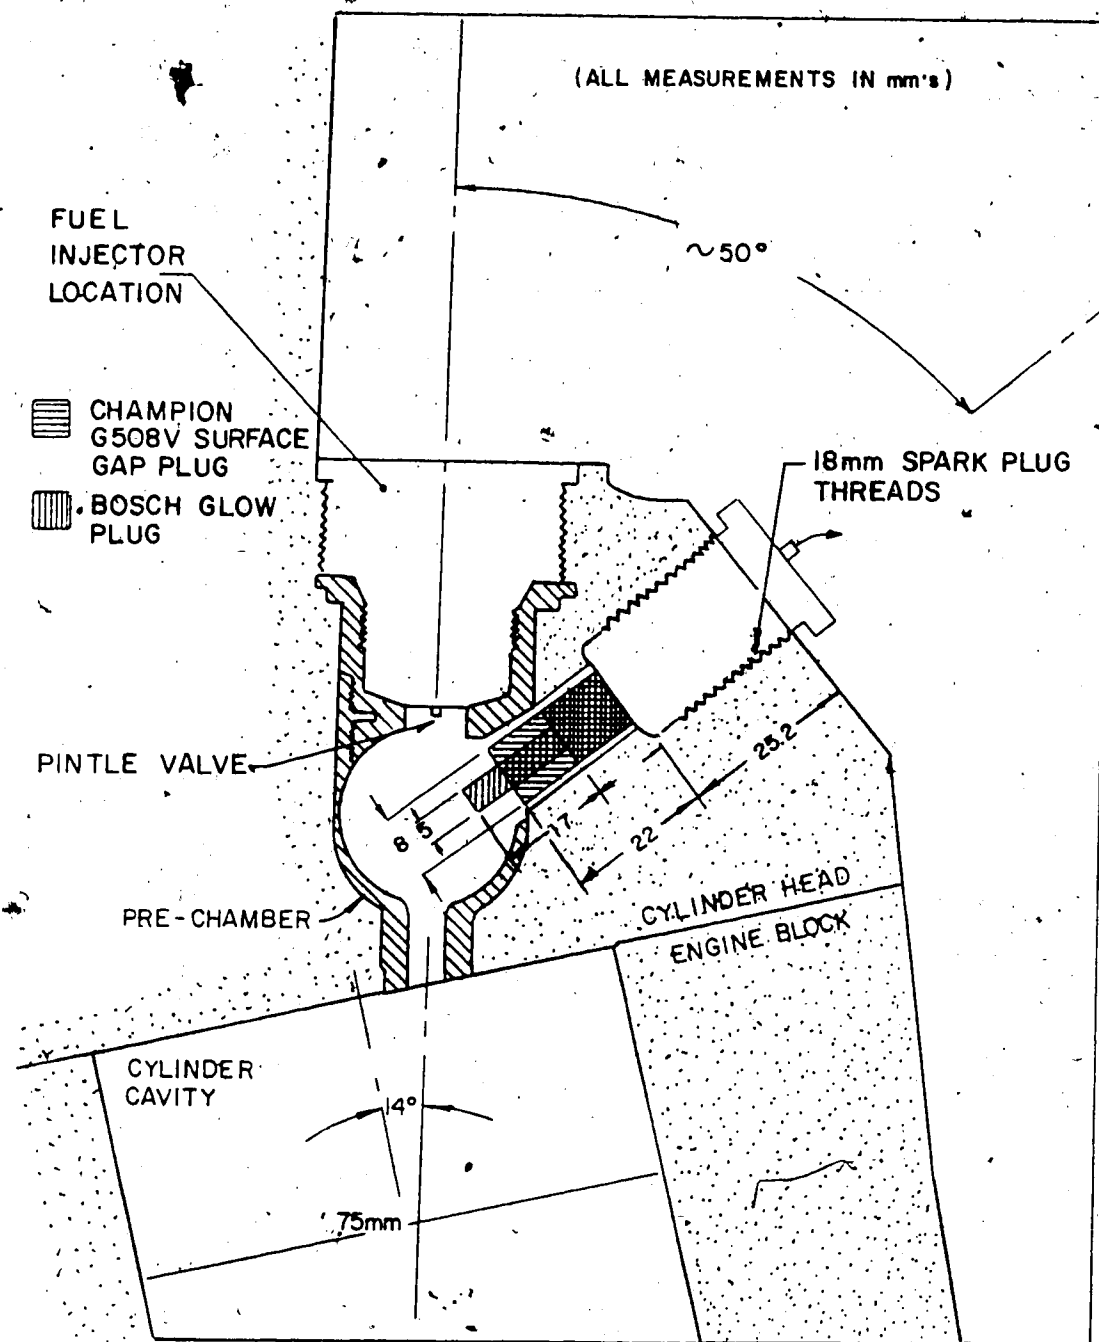 (ALL MEASUREMENTS IN mm's)
FUEL
INJECTOR
LOCATION
~50°
CHAMPION
G508V SURFACE
GAP PLUG
BOSCH GLOW
PLUG
18mm SPARK PLUG
THREADS
PINTLE VALVE
25.2
22
17
8
5
PRE-CHAMBER
CYLINDER HEAD
ENGINE BLOCK
CYLINDER
CAVITY
14°
75mm